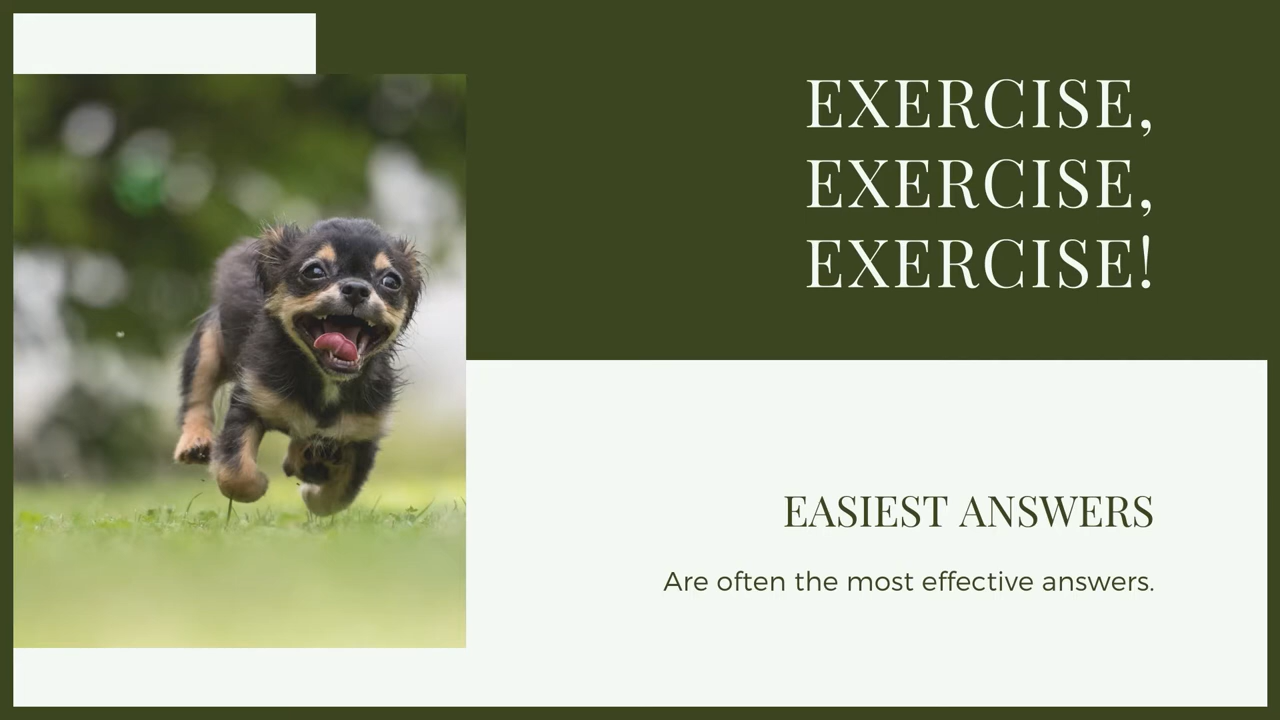 EXERCISE,
EXERCISE,
EXERCISE!
EASIEST ANSWERS
Are often the most effective answers.